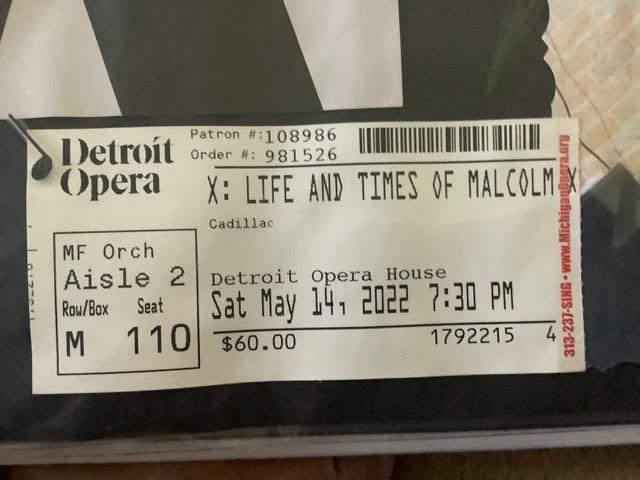 Detroit
Opera
Patron #:108986
Order #: 981526
X: LIFE AND TIMES OF MALCOLM X
Cadillac
MF Orch
Aisle 2
Row/Box Seat
M 110
Detroit Opera House
Sat May 14, 2022 7:30 PM
$60.00 1792215 4
313-237-SING • www.MichiganOpera.org